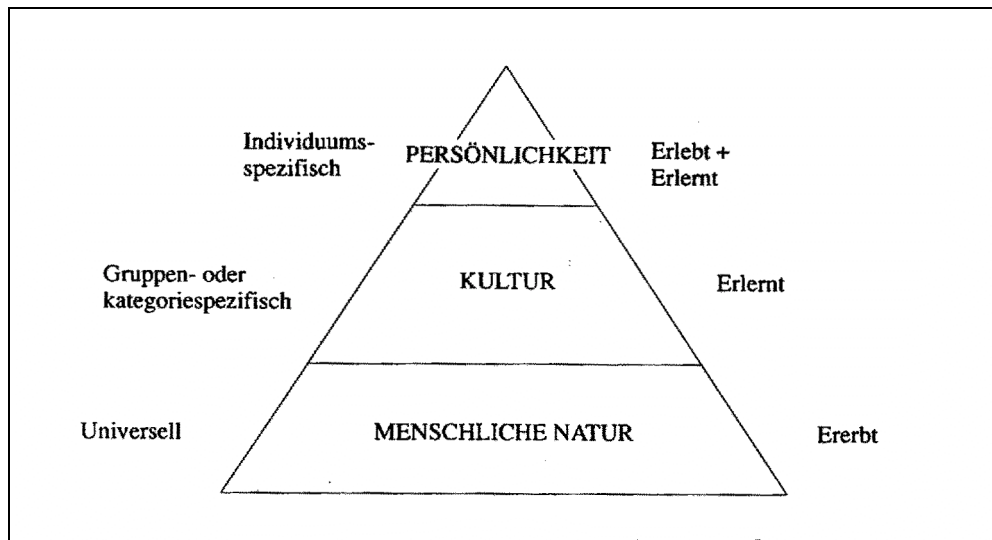 Individuums-
spezifisch
PERSÖNLICHKEIT
Erlebt +
Erlernt
Gruppen- oder
kategoriespezifisch
KULTUR
Erlernt
Universell
MENSCHLICHE NATUR
Ererbt